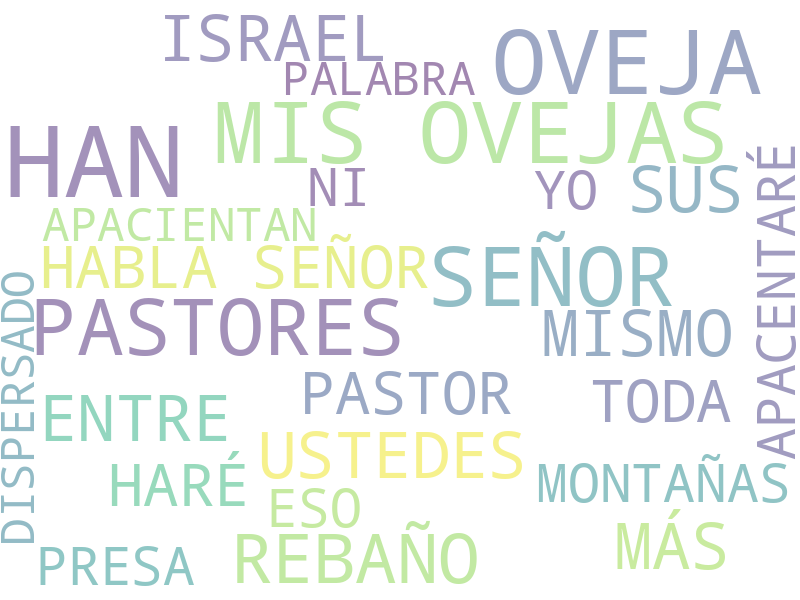 ISRAEL
PALABRA
OVEJA
MIS OVEJAS
HAN
NI
YO
SUS
APACENTARÉ
APACIENTAN
HABLA SEÑOR
SEÑOR
DISPERSADO
PASTORES
MISMO
PASTOR
TODA
ENTRE
USTEDES
HARÉ
MONTAÑAS
ESO
MÁS
PRESA
REBAÑO